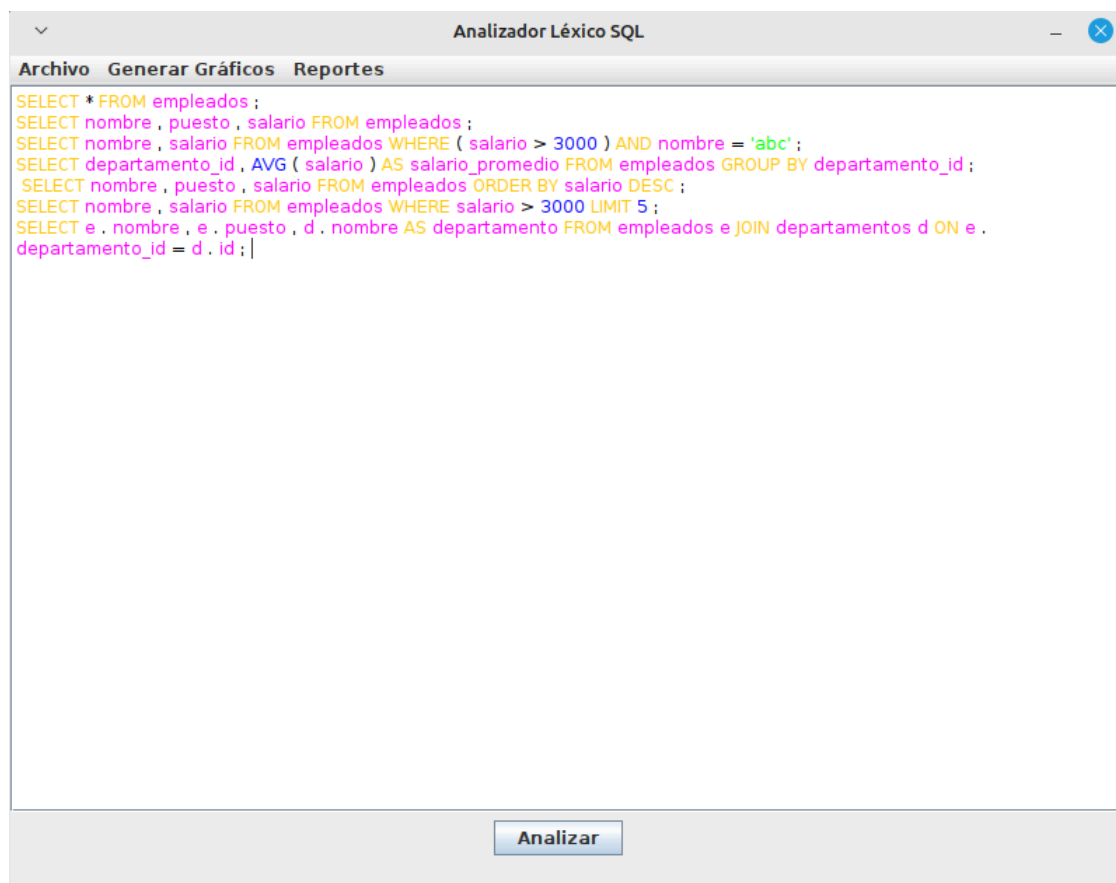 Analizador Léxico SQL
Archivo Generar Gráficos Reportes
SELECT * FROM empleados ;
SELECT nombre , puesto , salario FROM empleados ;
SELECT nombre , salario FROM empleados WHERE ( salario > 3000 ) AND nombre = 'abc' ;
SELECT departamento_id , AVG ( salario ) AS salario_promedio FROM empleados GROUP BY departamento_id ;
SELECT nombre , puesto , salario FROM empleados ORDER BY salario DESC ;
SELECT nombre , salario FROM empleados WHERE salario > 3000 LIMIT 5 ;
SELECT e . nombre , e . puesto , d . nombre AS departamento FROM empleados e JOIN departamentos d ON e .
departamento_id = d . id ;
Analizar